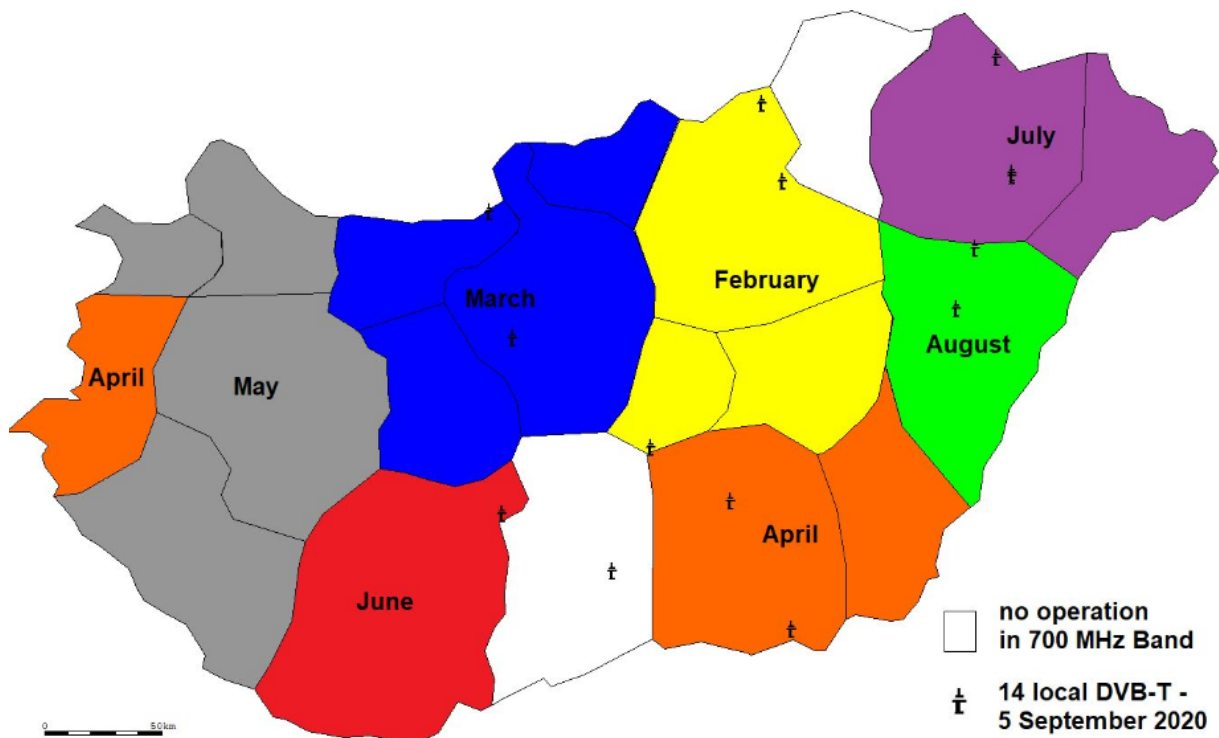 July
February
March
August
April
May
April
June
no operation
in 700 MHz Band
14 local DVB-T -
5 September 2020
0
50km